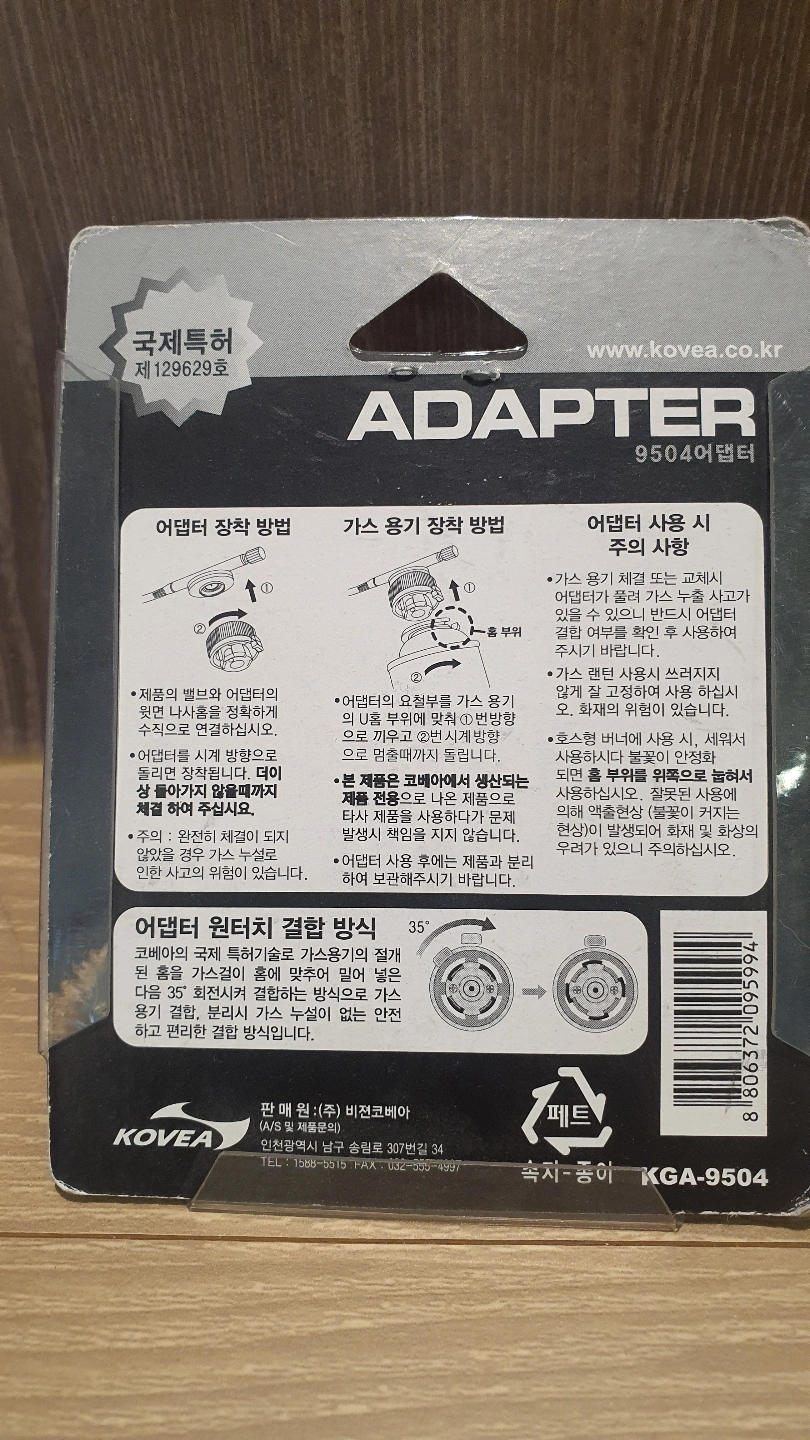 국제특허
제129629호
www.kovea.co.kr
ADAPTER
9504어댑터
어댑터 장착 방법
①
②
•제품의 밸브와 어댑터의
윗면 나사홈을 정확하게
수직으로 연결하십시오.
•어댑터를 시계 방향으로
돌리면 장착됩니다. 더이
상 돌아가지 않을때까지
체결 하여 주십시요.
•주의 : 완전히 체결이 되지
않았을 경우 가스 누설로
인한 사고의 위험이 있습니다.
가스 용기 장착 방법
①
홈 부위
②
•어댑터의 요철부를 가스 용기
의 U홈 부위에 맞춰 ①번방향
으로 끼우고 ②번시계방향
으로 멈출때까지 돌립니다.
•본 제품은 코베아에서 생산되는
제품 전용으로 나온 제품으로
타사 제품을 사용하다가 문제
발생시 책임을 지지 않습니다.
•어댑터 사용 후에는 제품과 분리
하여 보관해주시기 바랍니다.
어댑터 사용 시
주의 사항
•가스 용기 체결 또는 교체시
어댑터가 풀려 가스 누출 사고가
있을 수 있으니 반드시 어댑터
결합 여부를 확인 후 사용하여
주시기 바랍니다.
•가스 랜턴 사용시 쓰러지지
않게 잘 고정하여 사용 하십시
오. 화재의 위험이 있습니다.
•호스형 버너에 사용 시, 세워서
사용하시다 불꽃이 안정화
되면 홈 부위를 위쪽으로 눕혀서
사용하십시오. 잘못된 사용에
의해 액출현상 (불꽃이 커지는
현상)이 발생되어 화재 및 화상의
우려가 있으니 주의하십시오.
어댑터 원터치 결합 방식
코베아의 국제 특허기술로 가스용기의 절개
된 홈을 가스걸이 홈에 맞추어 밀어 넣은
다음 35° 회전시켜 결합하는 방식으로 가스
용기 결합, 분리시 가스 누설이 없는 안전
하고 편리한 결합 방식입니다.
35°
8 806372 095994
KOVEA
판 매 원 : (주) 비젼코베아
(A/S 및 제품문의)
인천광역시 남구 송림로 307번길 34
TEL : 1588-5515 FAX : 032-555-4997
페트
속지-종이
KGA-9504